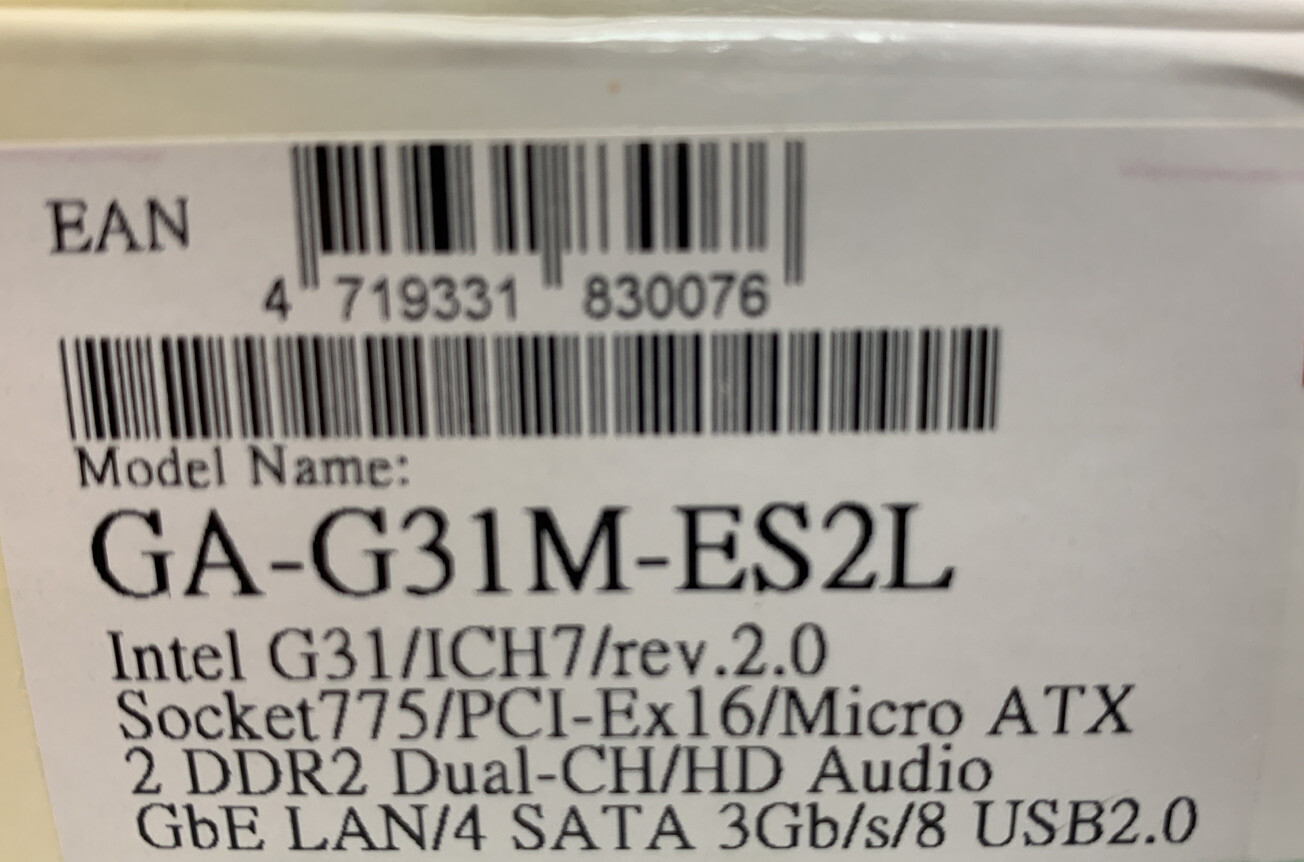 EAN
4 719331 830076
Model Name:
GA-G31M-ES2L
Intel G31/ICH7/rev.2.0
Socket775/PCI-Ex16/Micro ATX
2 DDR2 Dual-CH/HD Audio
GbE LAN/4 SATA 3Gb/s/8 USB2.0